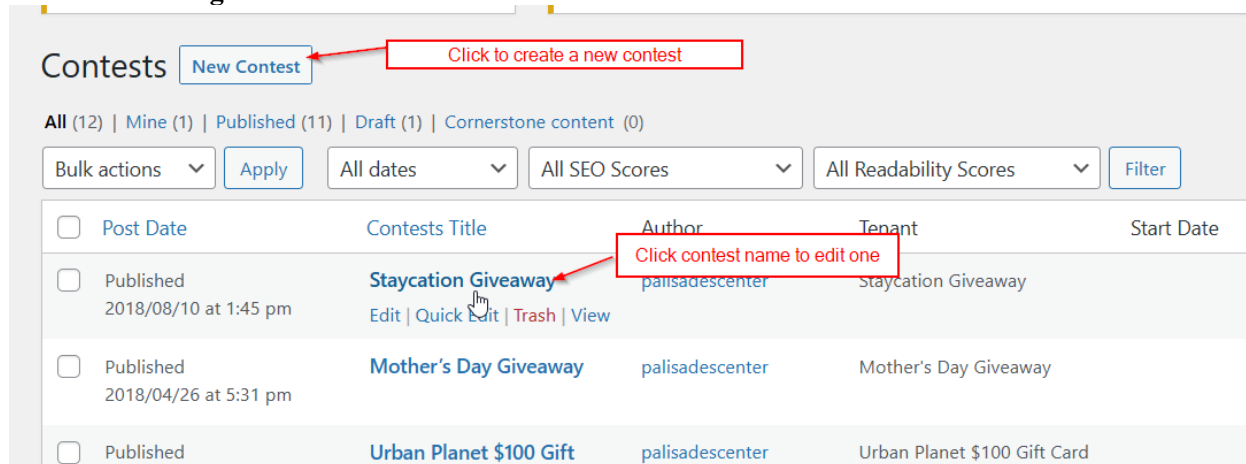 Contests New Contest Click to create a new contest
All (12) | Mine (1) | Published (11) | Draft (1) | Cornerstone content (0)
Bulk actions Apply All dates All SEO Scores All Readability Scores Filter
Post Date Contests Title Author Tenant Start Date
Click contest name to edit one
Published Staycation Giveaway palisadescenter Staycation Giveaway
2018/08/10 at 1:45 pm Edit | Quick Edit | Trash | View
Published Mother's Day Giveaway palisadescenter Mother's Day Giveaway
2018/04/26 at 5:31 pm
Published Urban Planet $100 Gift palisadescenter Urban Planet $100 Gift Card